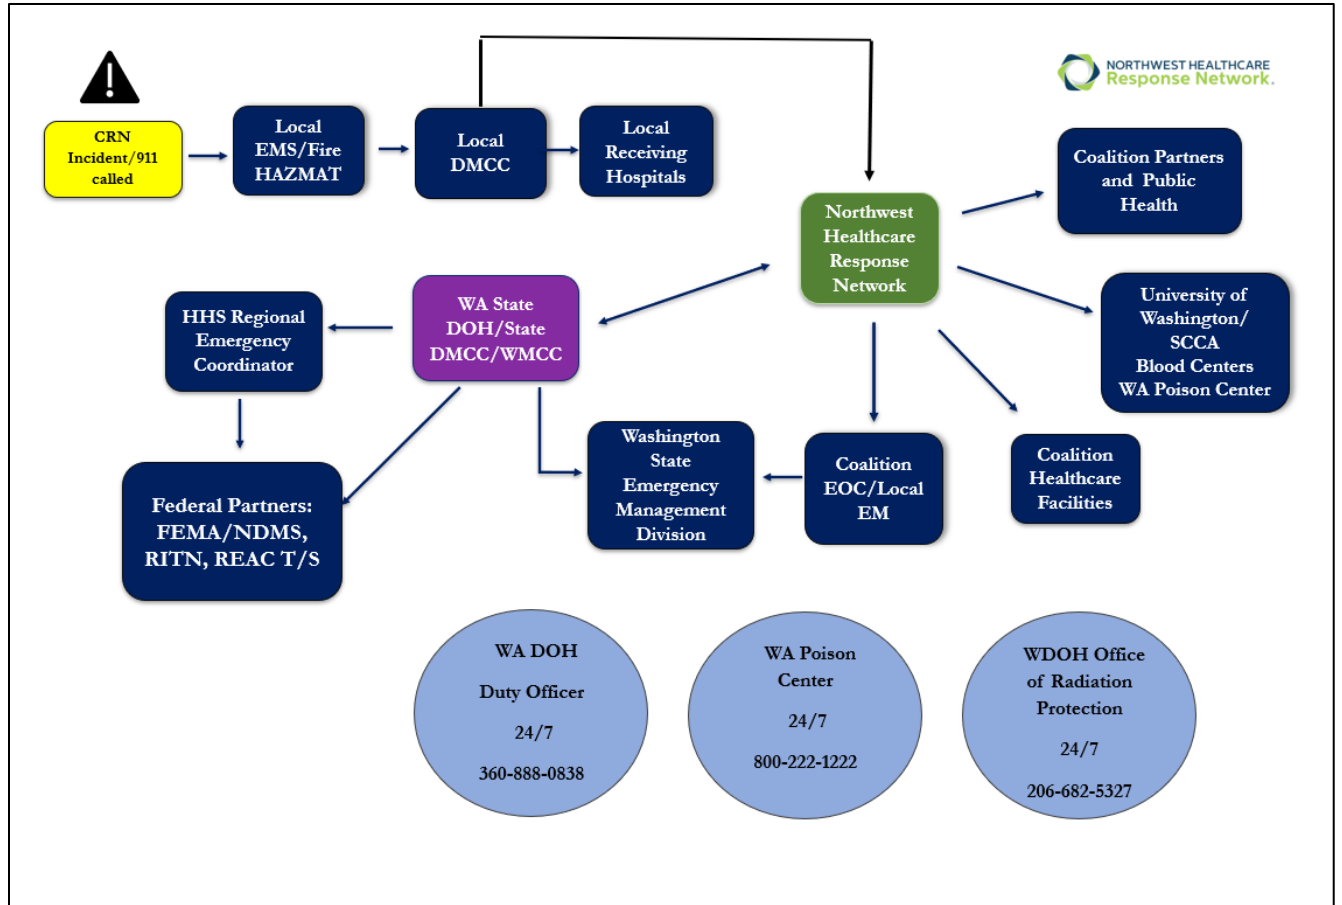 NORTHWEST HEALTHCARE
Response Network.
CRN
Incident/911
called
Local
EMS/Fire
HAZMAT
Local
DMCC
Local
Receiving
Hospitals
Coalition Partners
and Public
Health
Northwest
Healthcare
Response
Network
University of
Washington/
SCCA
Blood Centers
WA Poison Center
WA State
DOH/State
DMCC/WMCC
HHS Regional
Emergency
Coordinator
Washington
State
Emergency
Management
Division
Coalition
EOC/Local
EM
Coalition
Healthcare
Facilities
Federal Partners:
FEMA/NDMS,
RITN, REAC T/S
WA DOH
Duty Officer
24/7
360-888-0838
WA Poison
Center
24/7
800-222-1222
WDOH Office
of Radiation
Protection
24/7
206-682-5327